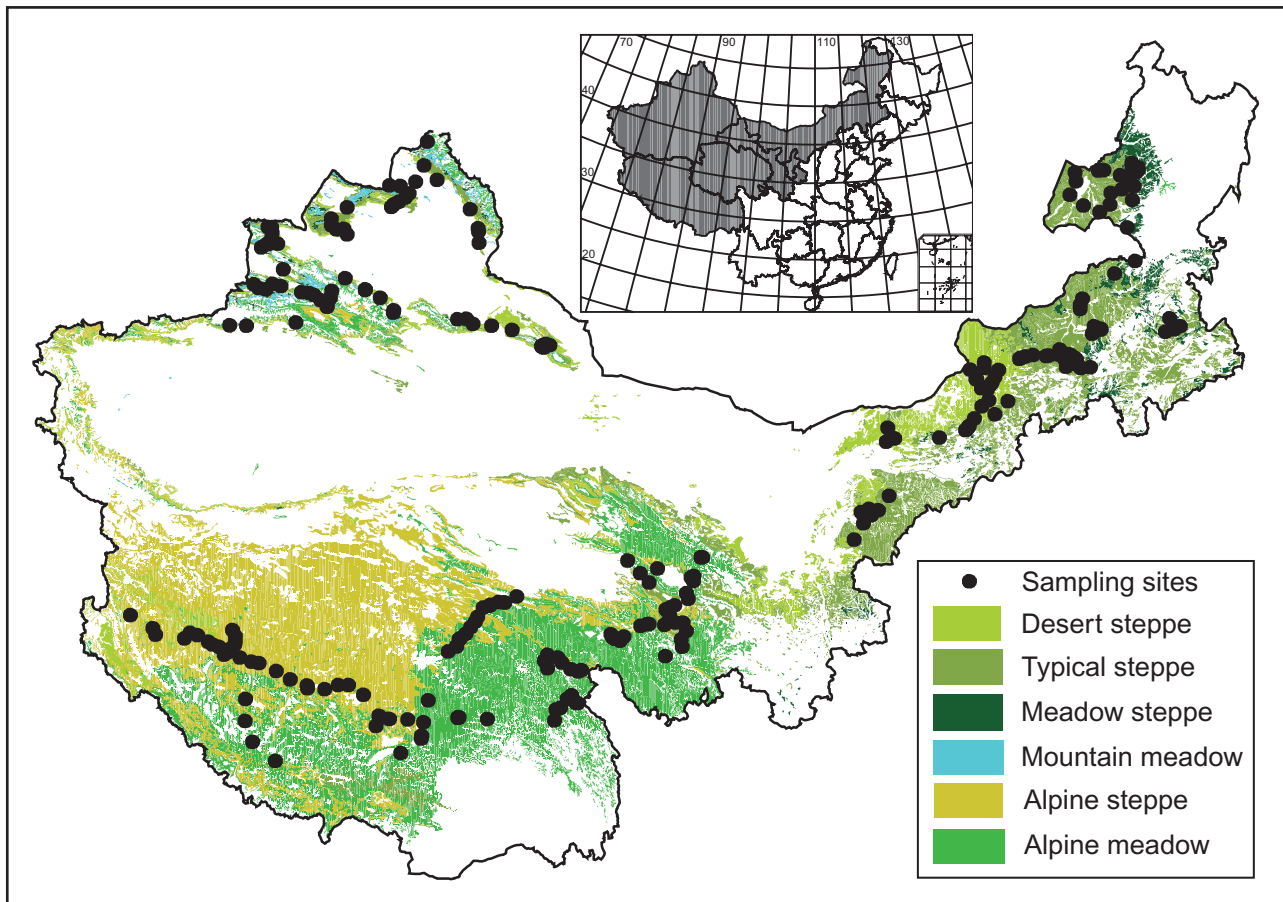 70
90
110
130
40
30
20
Sampling sites
Desert steppe
Typical steppe
Meadow steppe
Mountain meadow
Alpine steppe
Alpine meadow